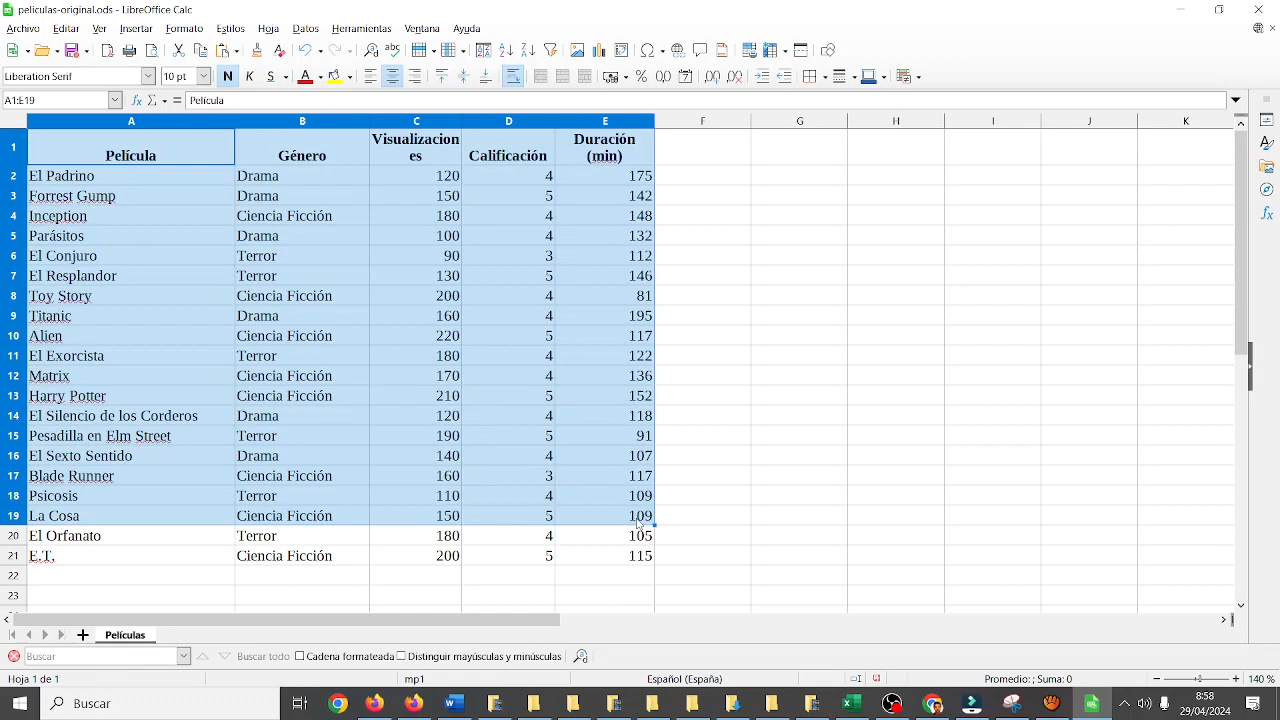 peliculas-original.ods - LibreOffice Calc
Archivo Editar Ver Insertar Formato Estilos Hoja Datos Herramientas Ventana Ayuda
Liberation Serif 10 pt N K S
A1:E19 Película
A B C D E F G H I J K
1 Película Género Visualizacion
es Calificación Duración
(min)
2 El Padrino Drama 120 4 175
3 Forrest Gump Drama 150 5 142
4 Inception Ciencia Ficción 180 4 148
5 Parásitos Drama 100 4 132
6 El Conjuro Terror 90 3 112
7 El Resplandor Terror 130 5 146
8 Toy Story Ciencia Ficción 200 4 81
9 Titanic Drama 160 4 195
10 Alien Ciencia Ficción 220 5 117
11 El Exorcista Terror 180 4 122
12 Matrix Ciencia Ficción 170 4 136
13 Harry Potter Ciencia Ficción 210 5 152
14 El Silencio de los Corderos Drama 120 4 118
15 Pesadilla en Elm Street Terror 190 5 91
16 El Sexto Sentido Drama 140 4 107
17 Blade Runner Ciencia Ficción 160 3 117
18 Psicosis Terror 110 4 109
19 La Cosa Ciencia Ficción 150 5 109
20 El Orfanato Terror 180 4 105
21 E.T. Ciencia Ficción 200 5 115
22
23
Películas
Buscar Buscar todo Cadena formateada Distinguir mayúsculas y minúsculas
Hoja 1 de 1 mp1 Español (España) Promedio: ; Suma: 0 140 %
Buscar 8:58
29/04/2024